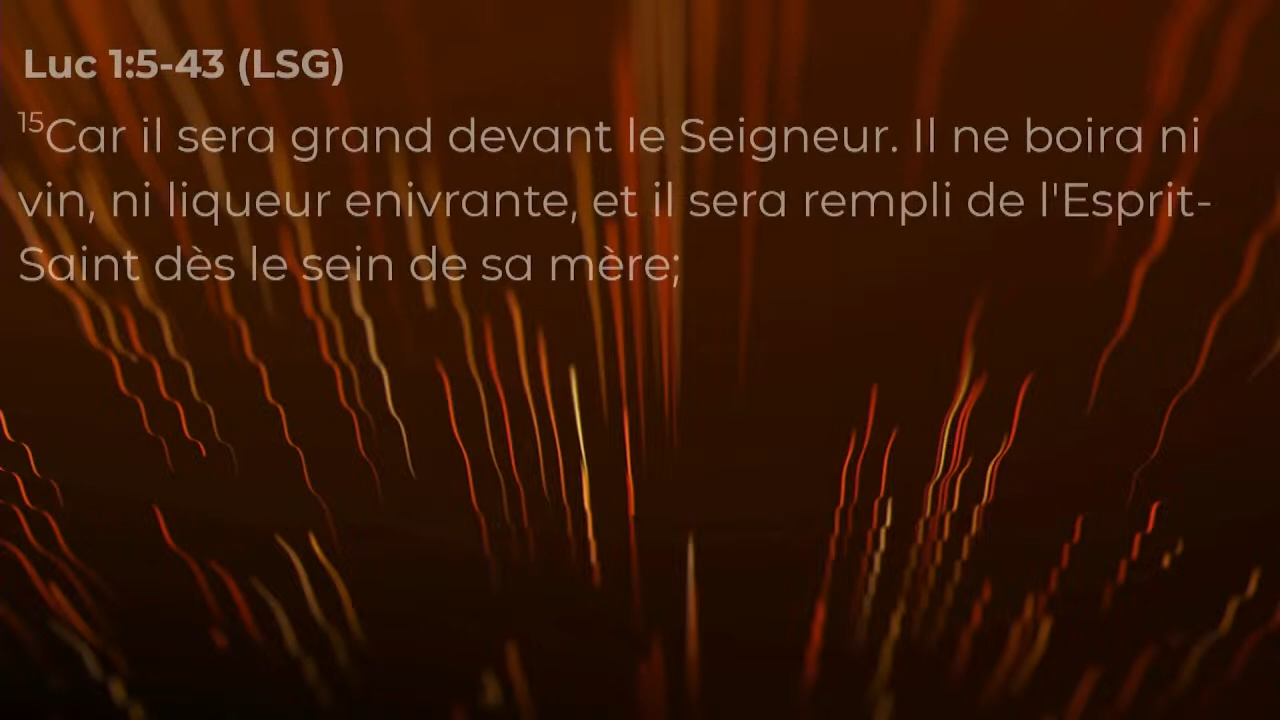 Luc 1:5-43 (LSG)
15Car il sera grand devant le Seigneur. Il ne boira ni
vin, ni liqueur enivrante, et il sera rempli de l'Esprit-
Saint dès le sein de sa mère;